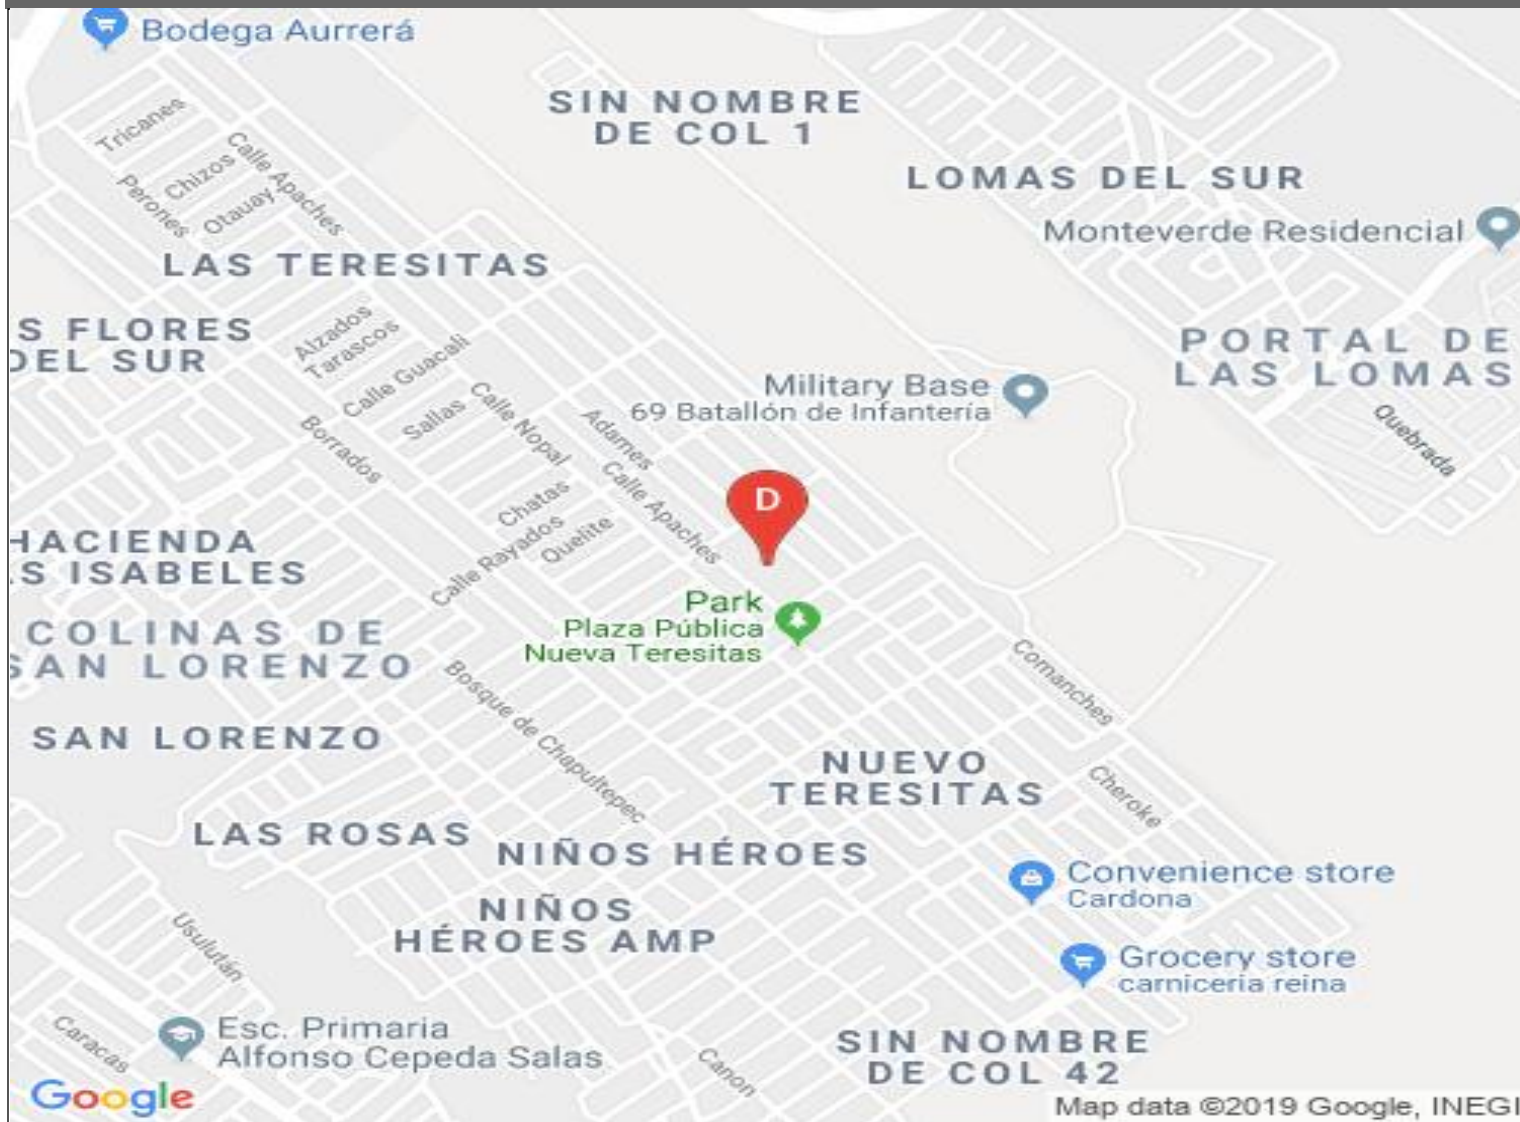 Bodega Aurrerá
SIN NOMBRE
DE COL 1
Tricanes
Chizos
Calle Apaches
Perones
Otauay
LOMAS DEL SUR
Monteverde Residencial
LAS TERESITAS
S FLORES
DEL SUR
Alzados
Tarascos
Calle Guacali
PORTAL DE
LAS LOMAS
Military Base
69 Batallón de Infantería
Sallas
Calle Nopal
Adames
Borrados
Quebrada
Calle Apaches
D
Chatas
Calle Rayados
Quelite
HACIENDA
S ISABELES
Park
Plaza Pública
Nueva Teresitas
COLINAS DE
SAN LORENZO
Comanches
Bosque de Chapultepec
SAN LORENZO
NUEVO
TERESITAS
Cheroke
LAS ROSAS
NIÑOS HÉROES
Convenience store
Cardona
NIÑOS
HÉROES AMP
Usulután
Grocery store
carniceria reina
Caracas
Esc. Primaria
Alfonso Cepeda Salas
Canon
SIN NOMBRE
DE COL 42
Google
Map data ©2019 Google, INEGI